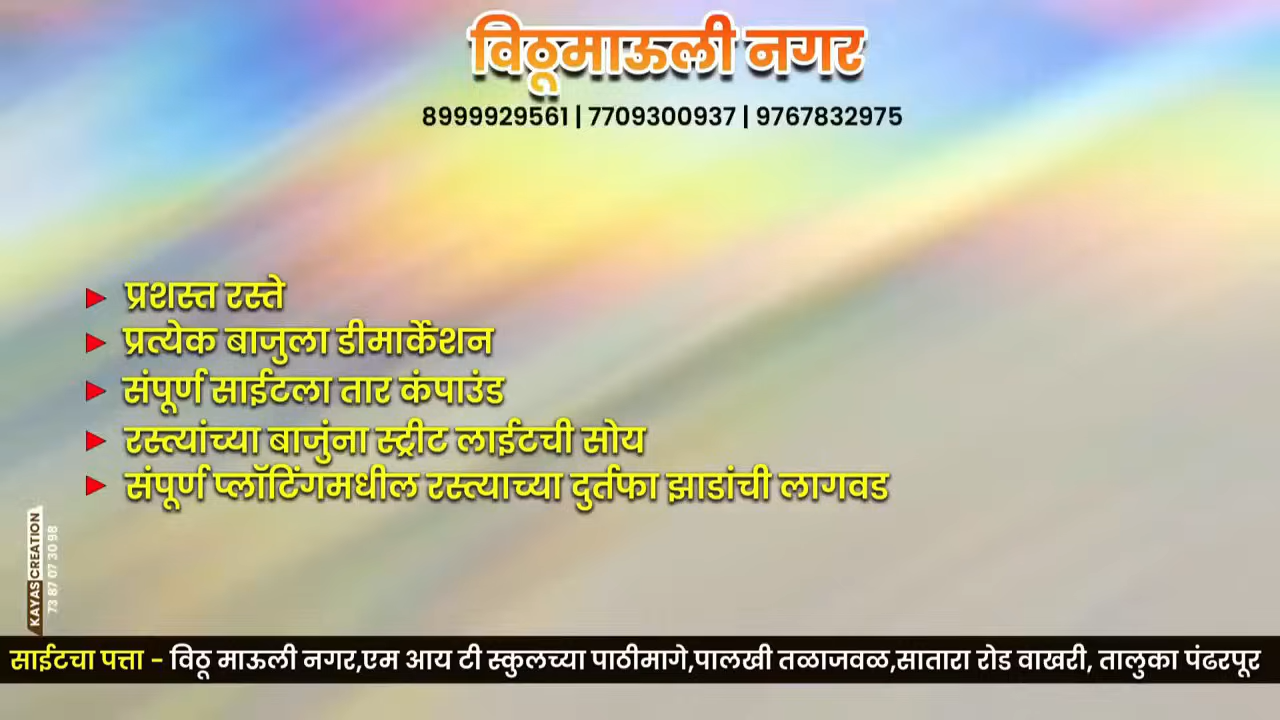 विठूमाऊली नगर
8999929561 | 7709300937 | 9767832975
प्रशस्त रस्ते
प्रत्येक बाजुला डीमार्केशन
संपूर्ण साईटला तार कंपाउंड
रस्त्यांच्या बाजुंना स्ट्रीट लाईटची सोय
संपूर्ण प्लॉटिंगमधील रस्त्याच्या दुर्तफा झाडांची लागवड
KAYAS CREATION
73 87 07 30 98
साईटचा पत्ता - विठू माऊली नगर,एम आय टी स्कुलच्या पाठीमागे,पालखी तळाजवळ,सातारा रोड वाखरी, तालुका पंढरपूर